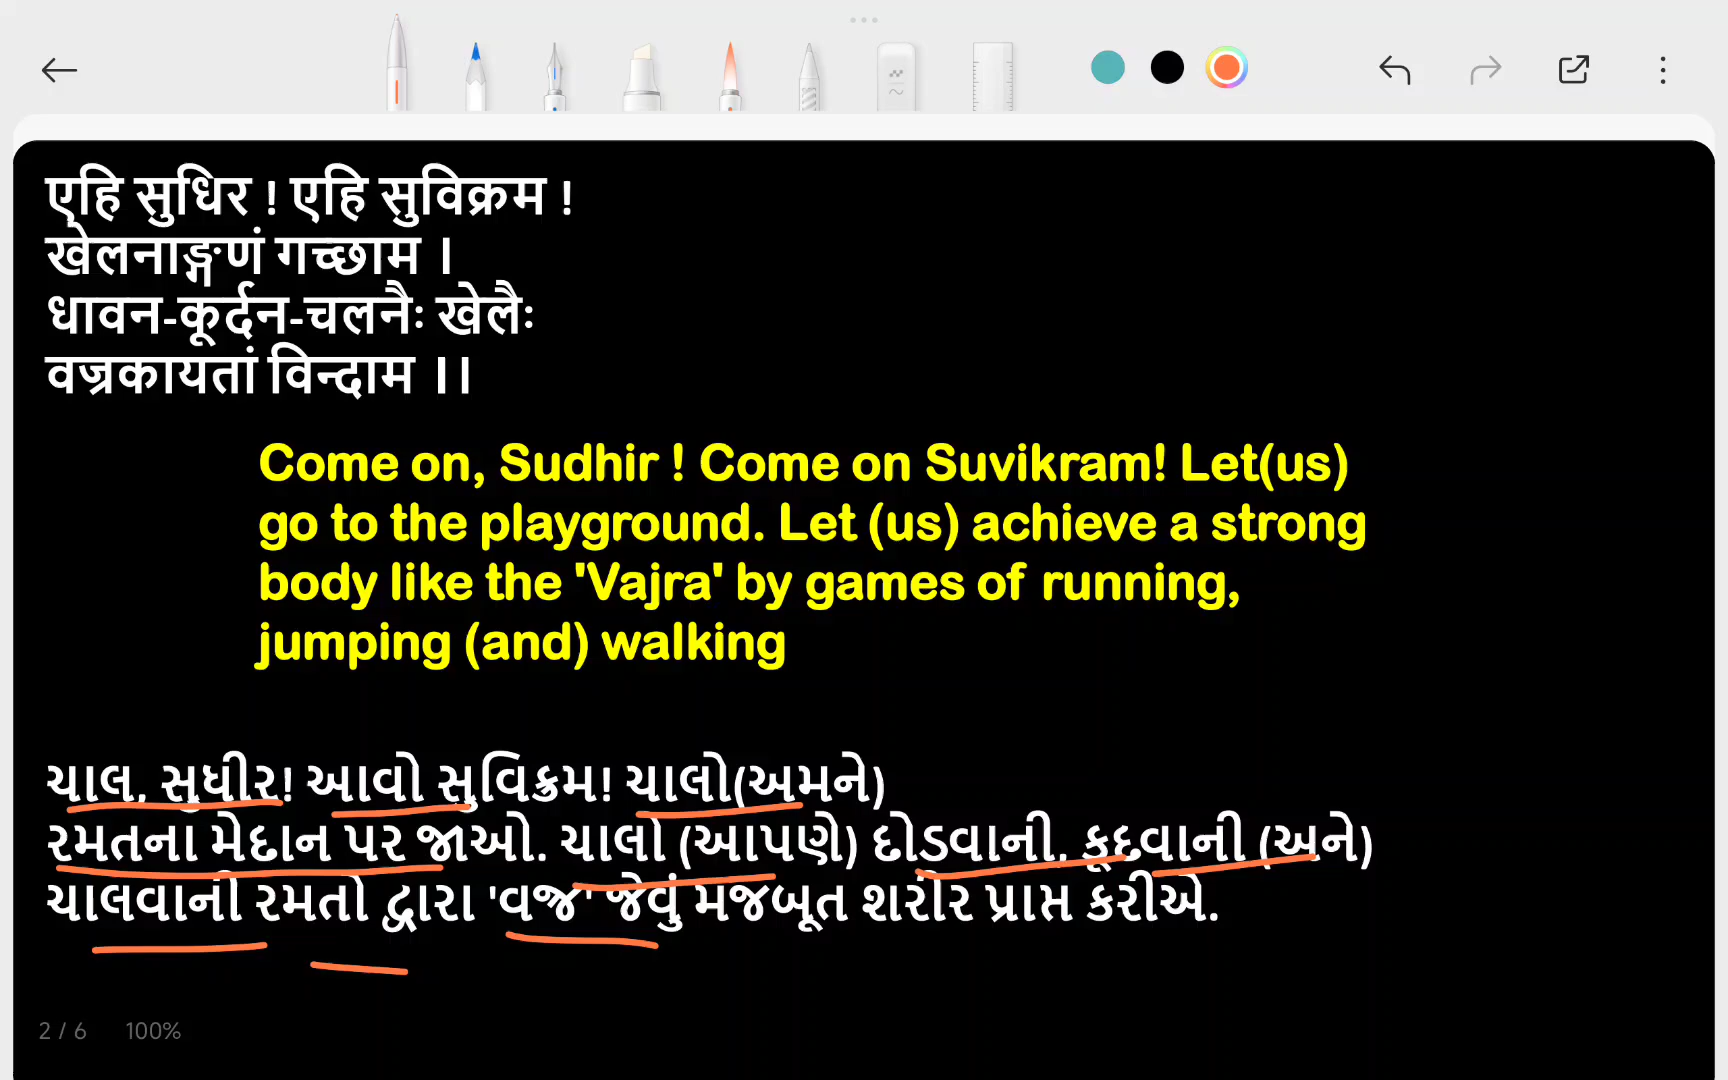 एहि सुधिर ! एहि सुविक्रम !
खेलनाङ्गणं गच्छाम ।
धावन-कूर्दन-चलनैः खेलैः
वज्रकायतां विन्दाम ।।
Come on, Sudhir ! Come on Suvikram! Let(us)
go to the playground. Let (us) achieve a strong
body like the 'Vajra' by games of running,
jumping (and) walking
ચાલ, સુધીર! આવો સુવિક્રમ! ચાલો(અમને)
રમતના મેદાન પર જાઓ. ચાલો (આપણે) દોડવાની, કૂદવાની (અને)
ચાલવાની રમતો દ્વારા 'વજ્ર' જેવું મજબૂત શરીર પ્રાપ્ત કરીએ.
2 / 6 100%